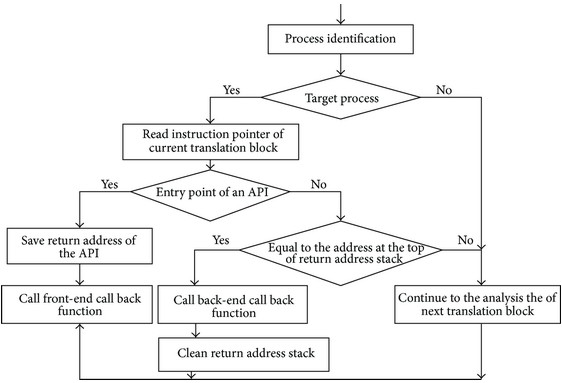 Process identification
Target process
Yes
No
Read instruction pointer of
current translation block
Entry point of an API
Yes
No
Save return address of
the API
Equal to the address at the top
of return address stack
Yes
No
Call front-end call back
function
Call back-end call back
function
Continue to the analysis the of
next translation block
Clean return address stack